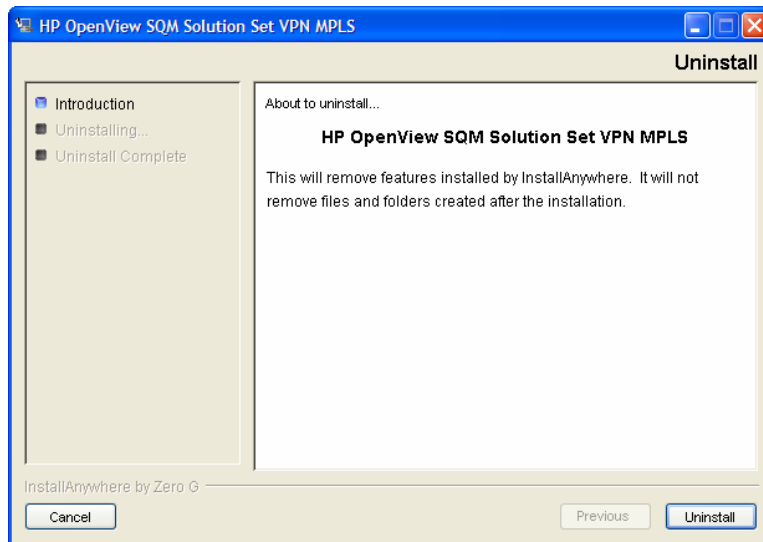 HP OpenView SQM Solution Set VPN MPLS
Uninstall
Introduction
Uninstalling...
Uninstall Complete
About to uninstall...
HP OpenView SQM Solution Set VPN MPLS
This will remove features installed by InstallAnywhere. It will not
remove files and folders created after the installation.
InstallAnywhere by Zero G
Cancel
Previous
Uninstall